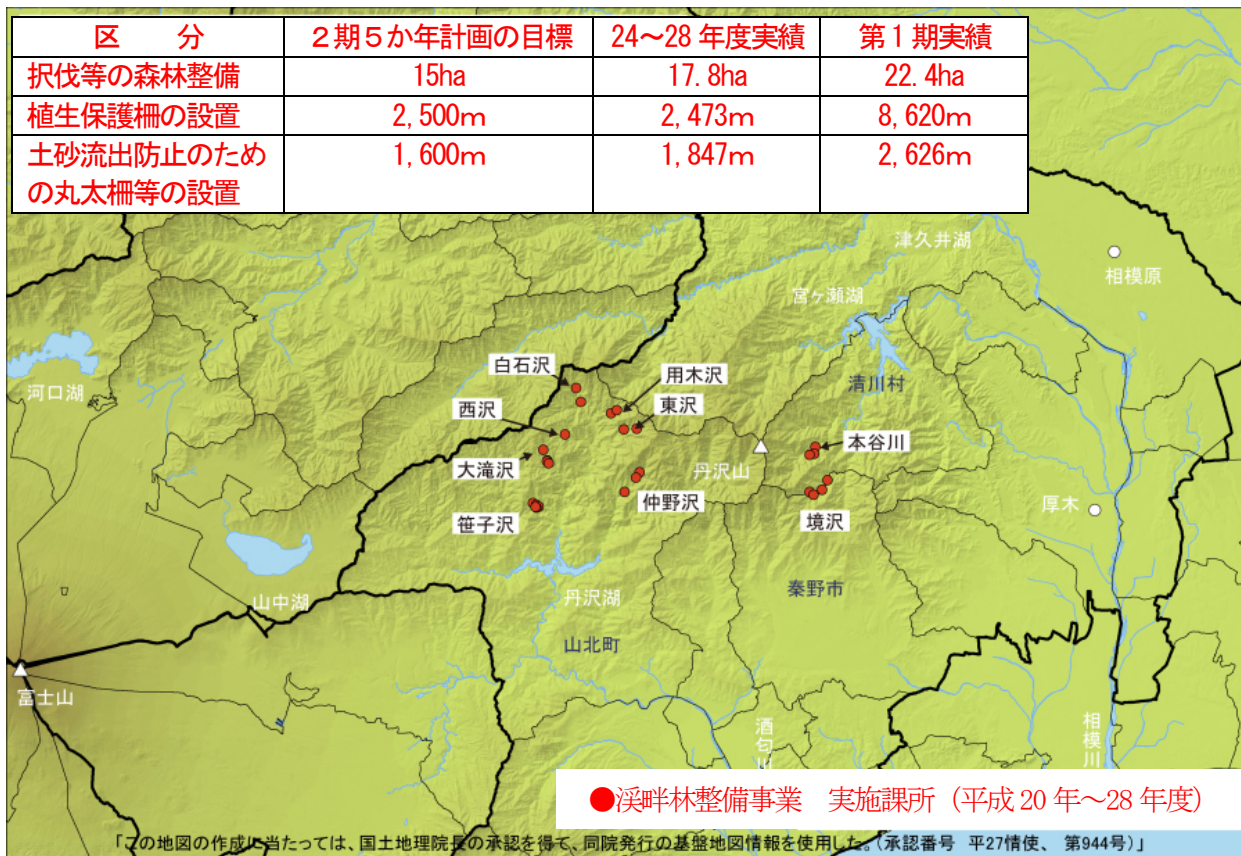 区　分 ２期５か年計画の目標 24～28 年度実績 第１期実績
択伐等の森林整備 15ha 17.8ha 22.4ha
植生保護柵の設置 2,500ｍ 2,473ｍ 8,620ｍ
土砂流出防止のため 1,600ｍ 1,847ｍ 2,626ｍ
の丸太柵等の設置
津久井湖
相模原
宮ヶ瀬湖
白石沢
用木沢
清川村
河口湖
西沢
東沢
本谷川
丹沢山
大滝沢
仲野沢
厚木
笹子沢
境沢
秦野市
山中湖
丹沢湖
山北町
富士山
酒匂川
相模川
●渓畔林整備事業　実施課所（平成 20 年～28 年度）
「この地図の作成に当たっては、国土地理院長の承認を得て、同院発行の基盤地図情報を使用した。（承認番号　平27情使、　第944号）」